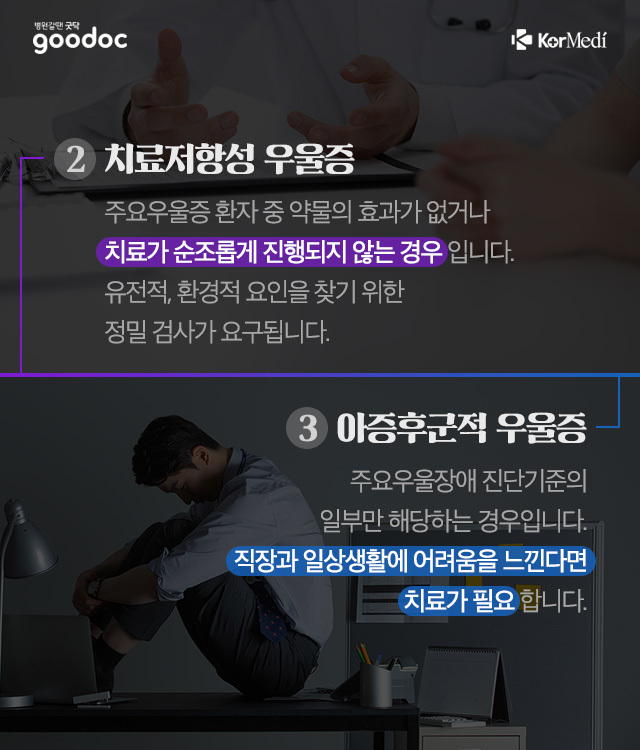 병원갈땐 굿닥
goodoc
KorMedi
2 치료저항성 우울증
주요우울증 환자 중 약물의 효과가 없거나
치료가 순조롭게 진행되지 않는 경우입니다.
유전적, 환경적 요인을 찾기 위한
정밀 검사가 요구됩니다.
3 아증후군적 우울증
주요우울장애 진단기준의
일부만 해당하는 경우입니다.
직장과 일상생활에 어려움을 느낀다면
치료가 필요합니다.